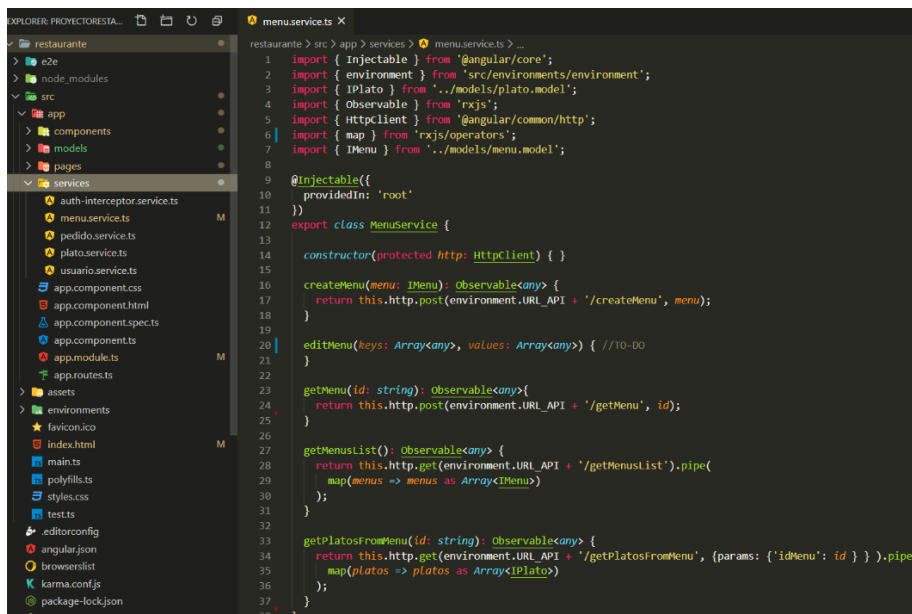 EXPLORER: PROYECTORESTA...
restaurante
e2e
node_modules
src
app
components
models
pages
services
auth-interceptor.service.ts
menu.service.ts M
pedido.service.ts
plato.service.ts
usuario.service.ts
app.component.css
app.component.html
app.component.spec.ts
app.component.ts
app.module.ts M
app.routes.ts
assets
environments
favicon.ico
index.html M
main.ts
polyfills.ts
styles.css
test.ts
.editorconfig
angular.json
browserslist
karma.conf.js
package-lock.json
menu.service.ts ×
restaurante > src > app > services > menu.service.ts > ...
1 import { Injectable } from '@angular/core';
2 import { environment } from 'src/environments/environment';
3 import { IPlato } from '../models/plato.model';
4 import { Observable } from 'rxjs';
5 import { HttpClient } from '@angular/common/http';
6 import { map } from 'rxjs/operators';
7 import { IMenu } from '../models/menu.model';
8
9 @Injectable({
10 providedIn: 'root'
11 })
12 export class MenuService {
13
14 constructor(protected http: HttpClient) { }
15
16 createMenu(menu: IMenu): Observable<any> {
17 return this.http.post(environment.URL_API + '/createMenu', menu);
18 }
19
20 editMenu(keys: Array<any>, values: Array<any>) { //TO-DO
21 }
22
23 getMenu(id: string): Observable<any>{
24 return this.http.post(environment.URL_API + '/getMenu', id);
25 }
26
27 getMenusList(): Observable<any> {
28 return this.http.get(environment.URL_API + '/getMenusList').pipe(
29 map(menus => menus as Array<IMenu>)
30 );
31 }
32
33 getPlatosFromMenu(id: string): Observable<any> {
34 return this.http.get(environment.URL_API + '/getPlatosFromMenu', {params: {'idMenu': id } } ).pipe
35 map(platos => platos as Array<IPlato>)
36 );
37 }